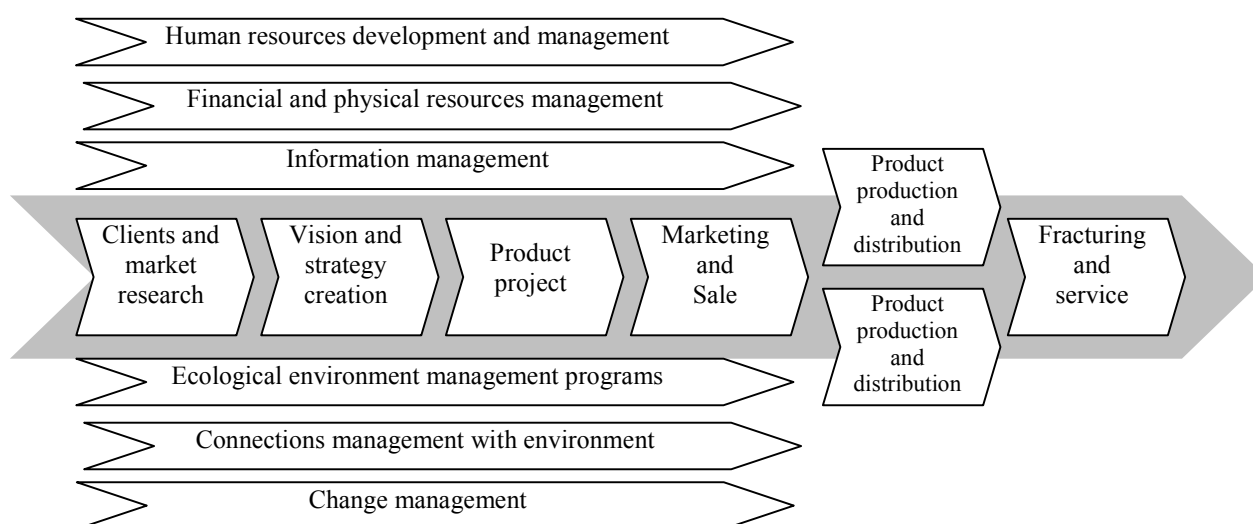 Human resources development and management
Financial and physical resources management
Information management
Clients and
market
research
Vision and
strategy
creation
Product
project
Marketing
and
Sale
Product
production
and
distribution
Product
production
and
distribution
Fracturing
and
service
Ecological environment management programs
Connections management with environment
Change management